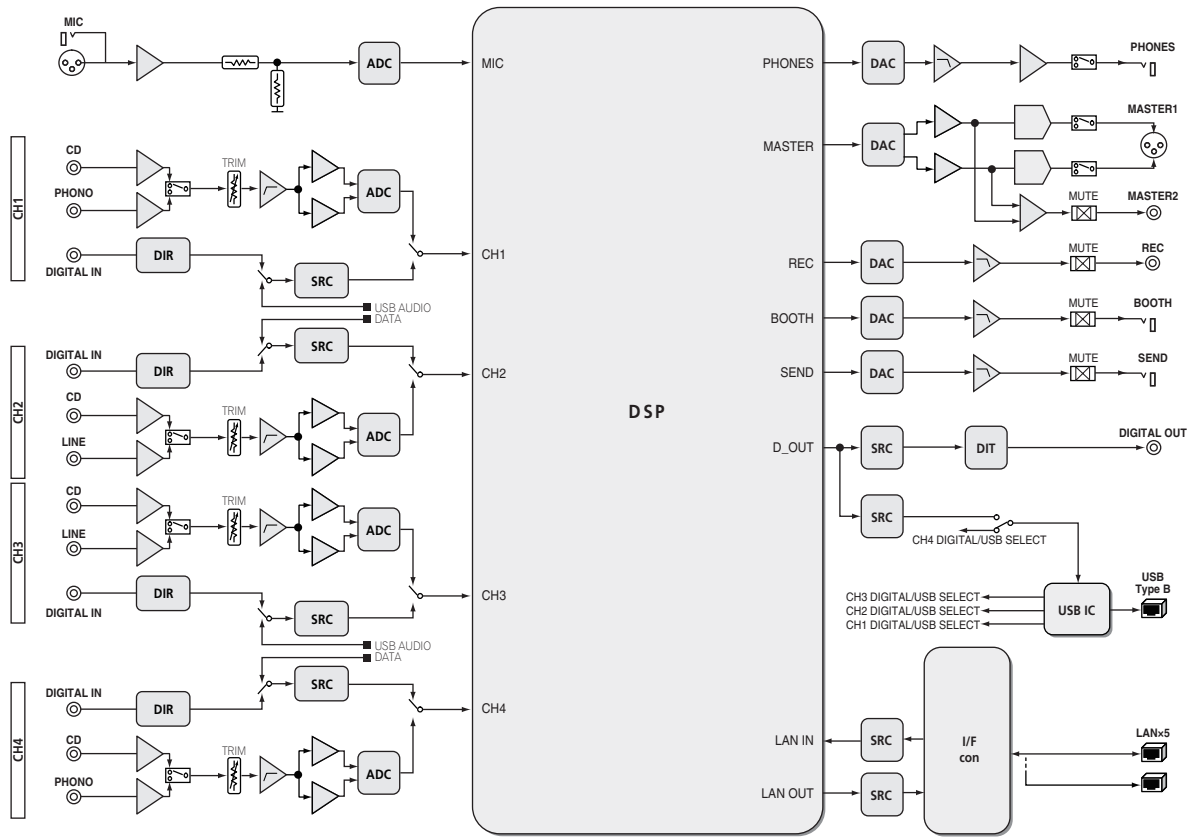 MIC
ADC
MIC
CH1
CD
PHONO
TRIM
ADC
DIGITAL IN
DIR
SRC
CH1
USB AUDIO
DATA
CH2
DIGITAL IN
DIR
SRC
CH2
CD
LINE
TRIM
ADC
CH3
CD
LINE
TRIM
ADC
DIGITAL IN
DIR
SRC
CH3
USB AUDIO
DATA
CH4
DIGITAL IN
DIR
SRC
CH4
CD
PHONO
TRIM
ADC
DSP
PHONES
DAC
PHONES
MASTER
DAC
MASTER1
MUTE
MASTER2
REC
DAC
MUTE
REC
BOOTH
DAC
MUTE
BOOTH
SEND
DAC
MUTE
SEND
D_OUT
SRC
DIT
DIGITAL OUT
SRC
CH4 DIGITAL/USB SELECT
CH3 DIGITAL/USB SELECT
CH2 DIGITAL/USB SELECT
CH1 DIGITAL/USB SELECT
USB IC
USB
Type B
LAN IN
SRC
LAN OUT
SRC
I/F
con
LAN×5